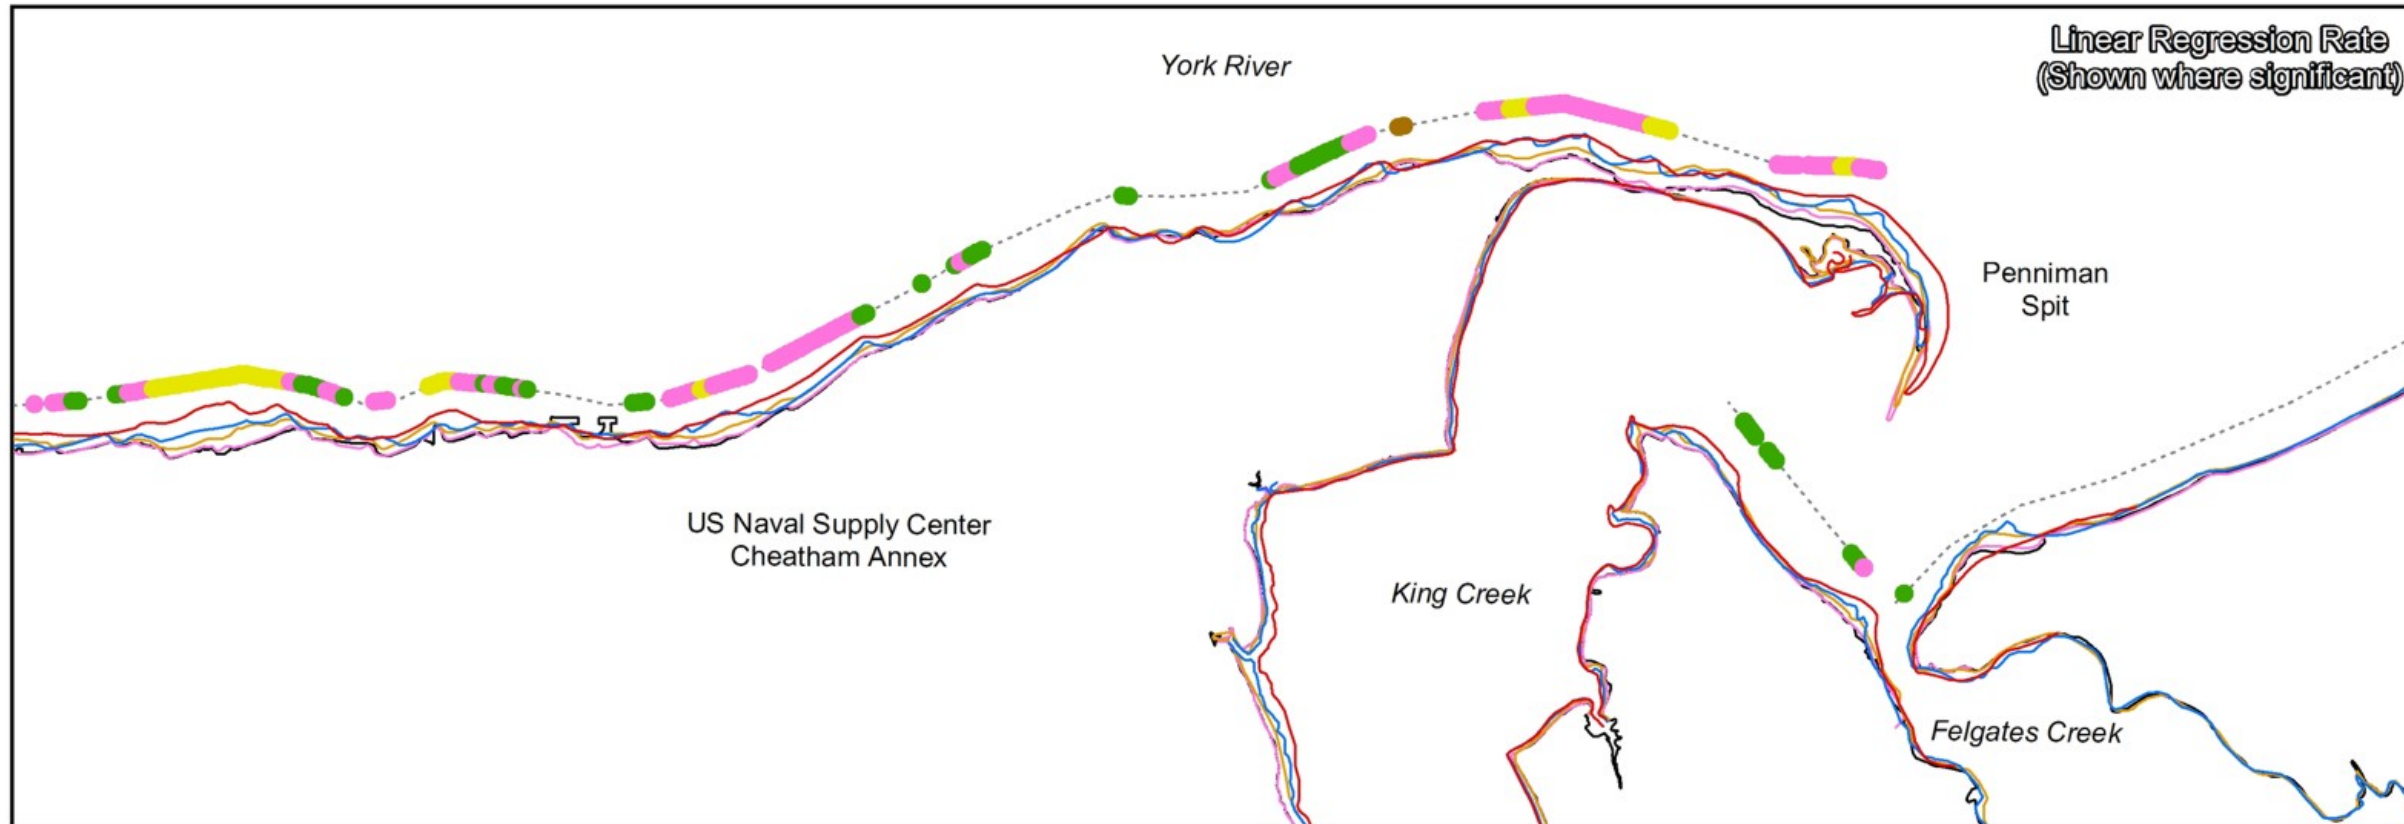 York River
Linear Regression Rate
(Shown where significant)
Penniman
Spit
US Naval Supply Center
Cheatham Annex
King Creek
Felgates Creek